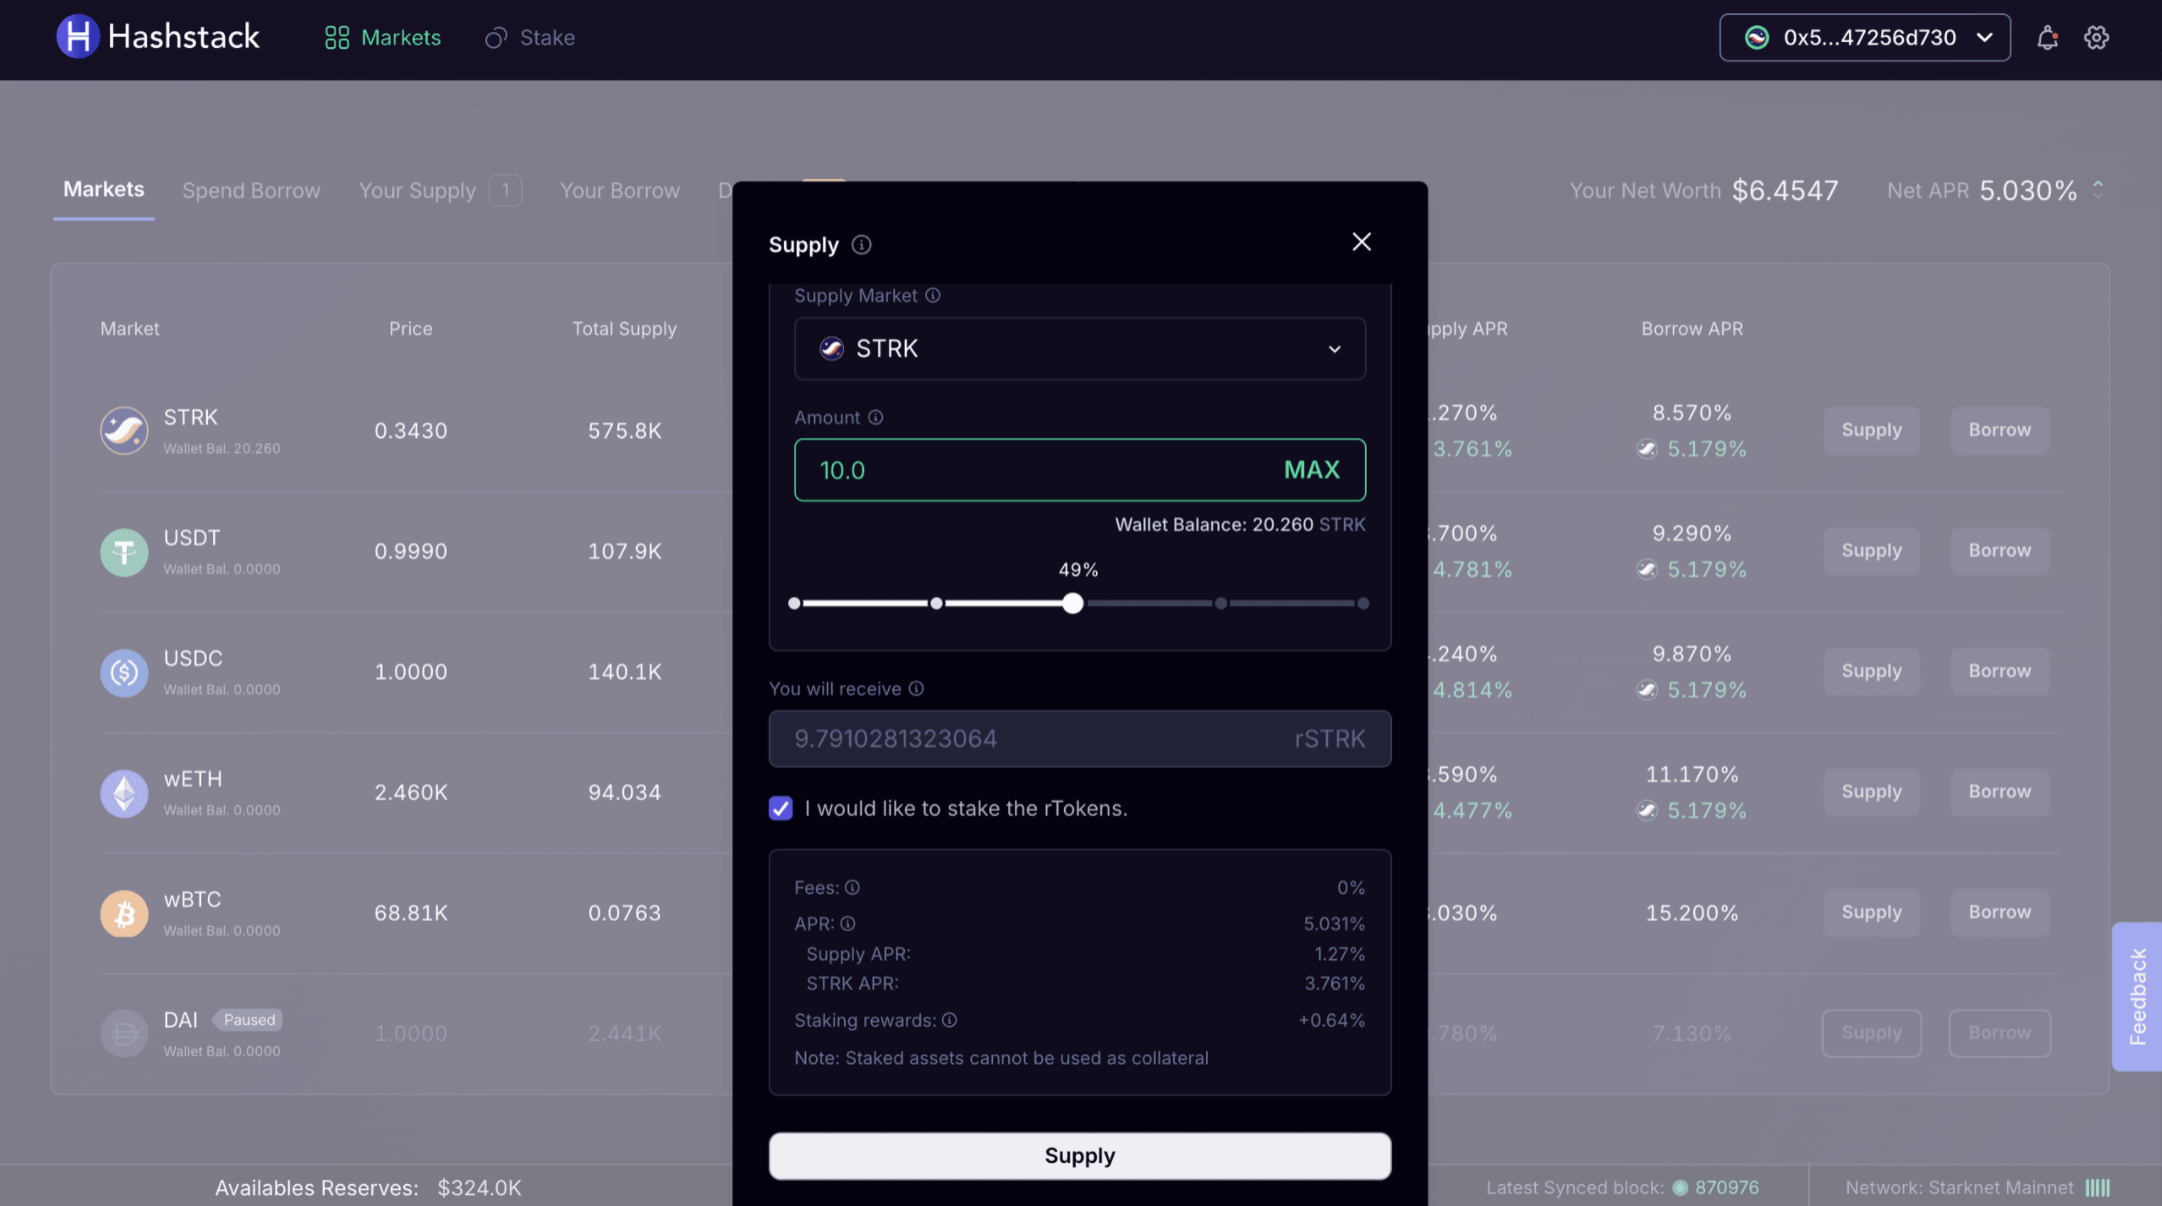 Hashstack Markets Stake 0x5...47256d730
Markets Spend Borrow Your Supply 1 Your Borrow D Your Net Worth $6.4547 Net APR 5.030%
Supply
Supply Market
STRK
Amount
10.0 MAX
Wallet Balance: 20.260 STRK
49%
You will receive
9.7910281323064 rSTRK
I would like to stake the rTokens.
Fees: 0%
APR: 5.031%
Supply APR: 1.27%
STRK APR: 3.761%
Staking rewards: +0.64%
Note: Staked assets cannot be used as collateral
Supply
Market Price Total Supply pply APR Borrow APR
STRK 0.3430 575.8K .270% 8.570% Supply Borrow
Wallet Bal. 20.260 3.761% 5.179%
USDT 0.9990 107.9K .700% 9.290% Supply Borrow
Wallet Bal. 0.0000 4.781% 5.179%
USDC 1.0000 140.1K .240% 9.870% Supply Borrow
Wallet Bal. 0.0000 4.814% 5.179%
wETH 2.460K 94.034 .590% 11.170% Supply Borrow
Wallet Bal. 0.0000 4.477% 5.179%
wBTC 68.81K 0.0763 .030% 15.200% Supply Borrow
Wallet Bal. 0.0000
DAI Paused 1.0000 2.441K .780% 7.130% Supply Borrow
Wallet Bal. 0.0000
Feedback
Availables Reserves: $324.0K Latest Synced block: 870976 Network: Starknet Mainnet